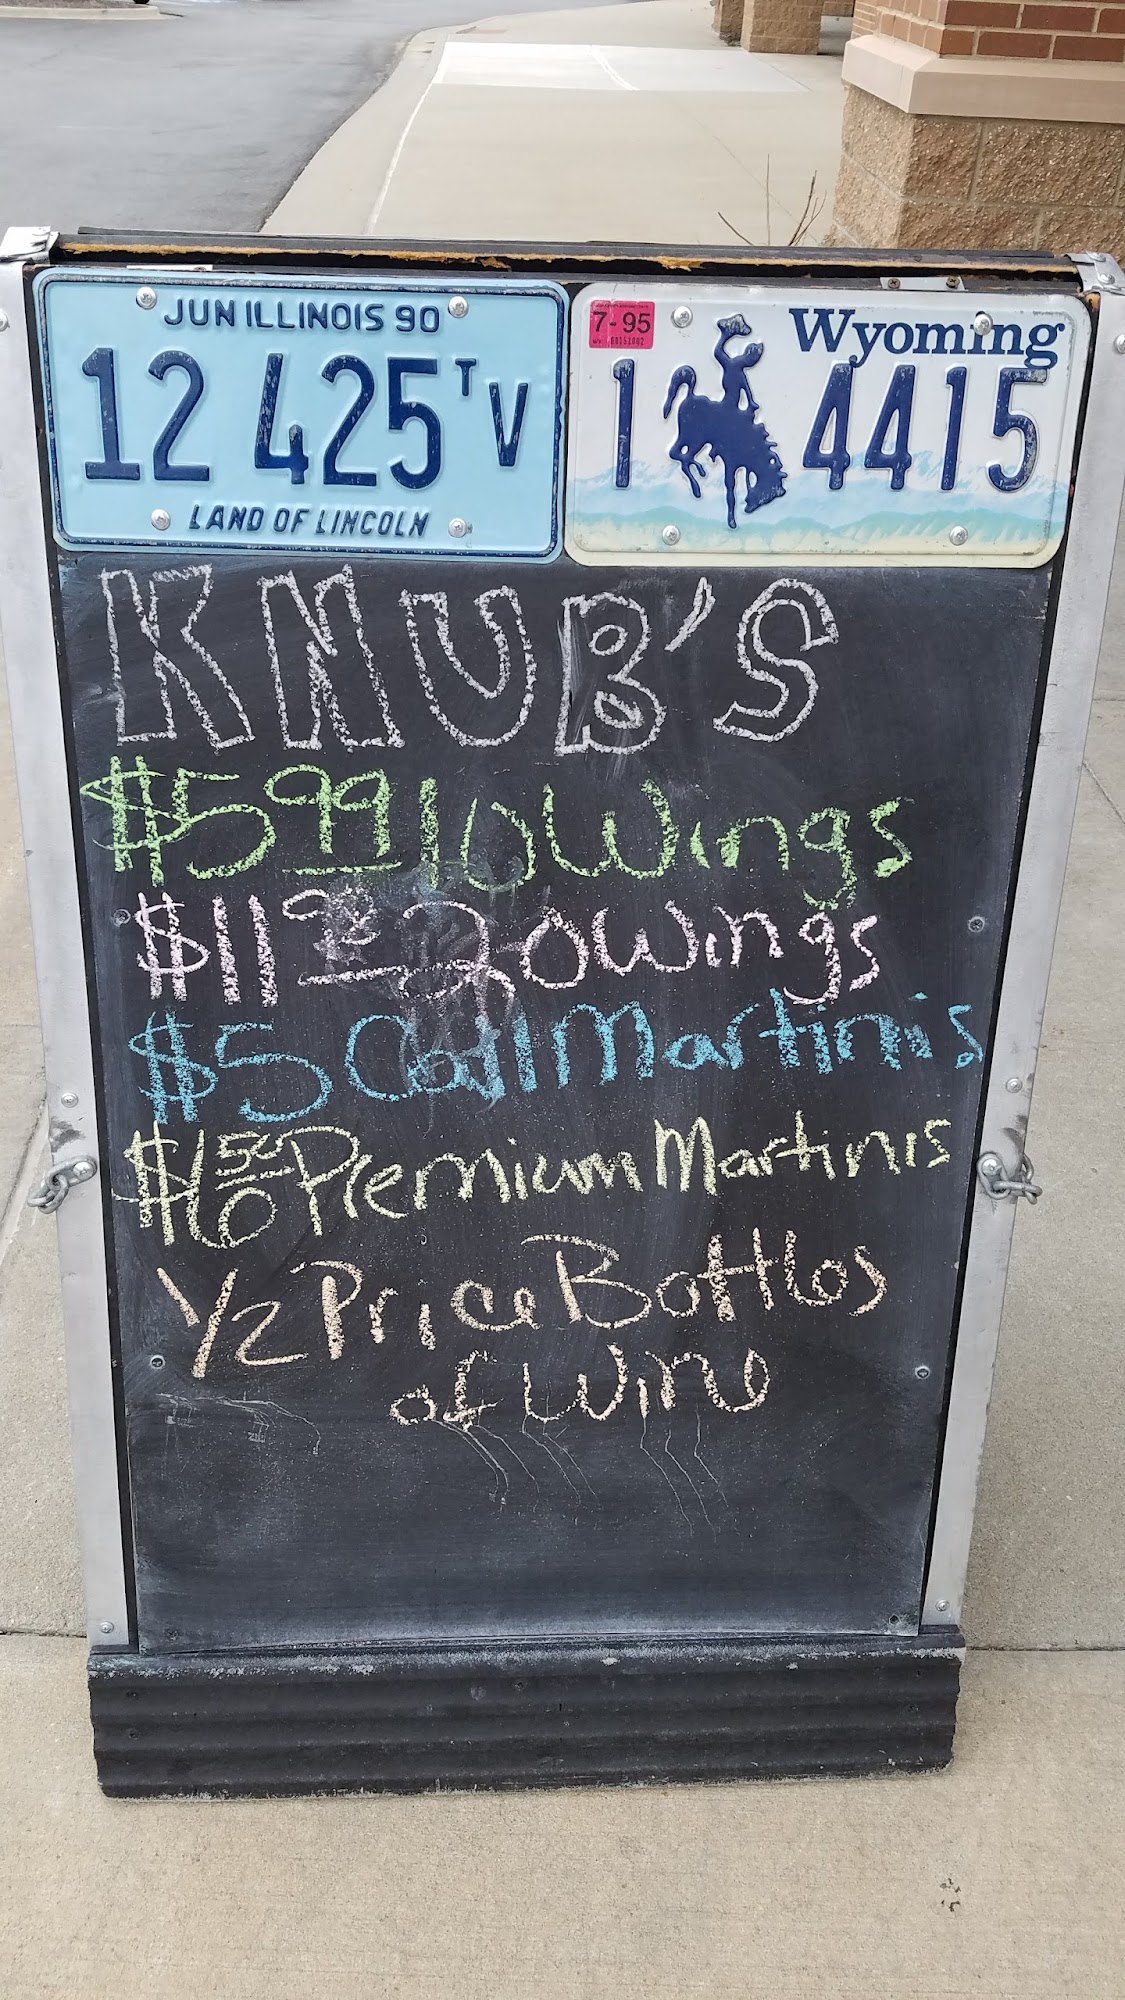 JUN ILLINOIS 90
12 425 TV
LAND OF LINCOLN
7-95
Wyoming
1 4415
KNUB'S
$5.99 10 Wings
$11.99 20 Wings
$5 Call Martinis
$6.50 Premium Martinis
1/2 Price Bottles
of Wine